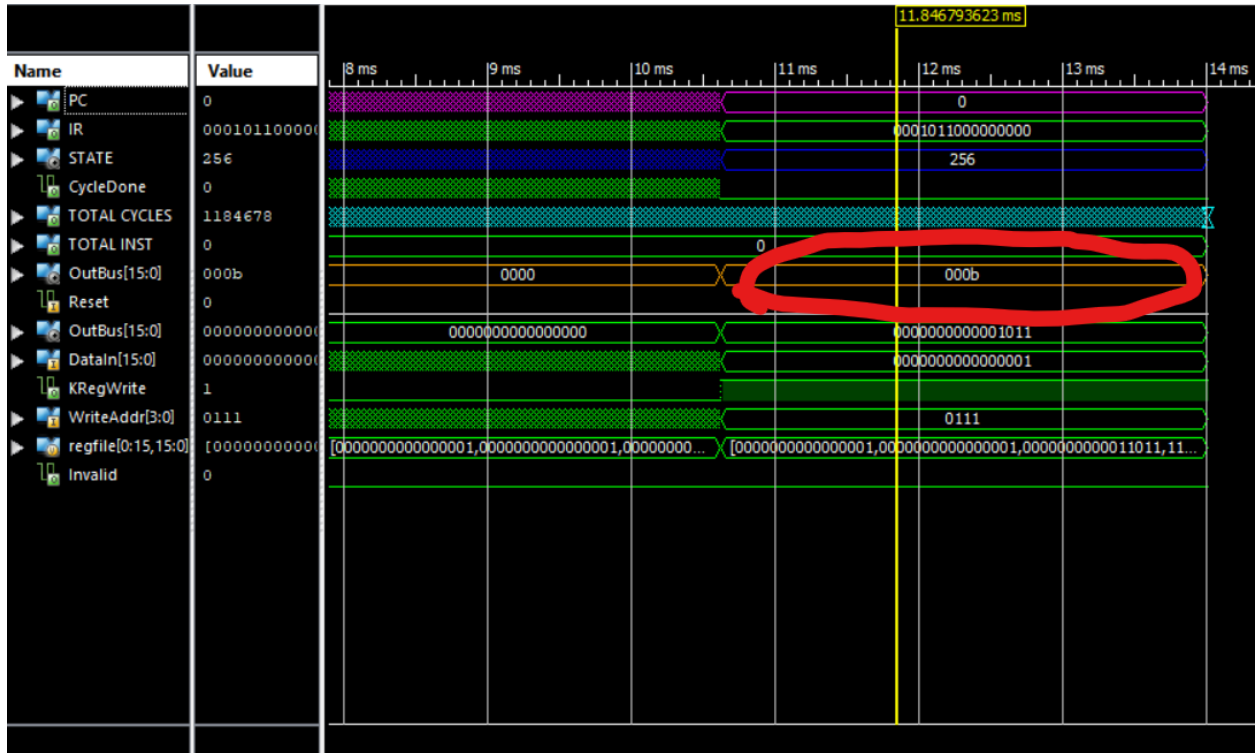 11.846793623 ms
Name Value 8 ms 9 ms 10 ms 11 ms 12 ms 13 ms 14 ms
PC 0 0
IR 000101100000 0001011000000000
STATE 256 256
CycleDone 0
TOTAL CYCLES 1184678
TOTAL INST 0 0
OutBus[15:0] 000b 0000 000b
Reset 0
OutBus[15:0] 000000000000 0000000000000000 0000000000001011
DataIn[15:0] 000000000000 0000000000000001
KRegWrite 1
WriteAddr[3:0] 0111 0111
regfile[0:15,15:0] [00000000000 [0000000000000001,0000000000000001,00000000... [0000000000000001,0000000000000001,0000000000011011,11...
Invalid 0